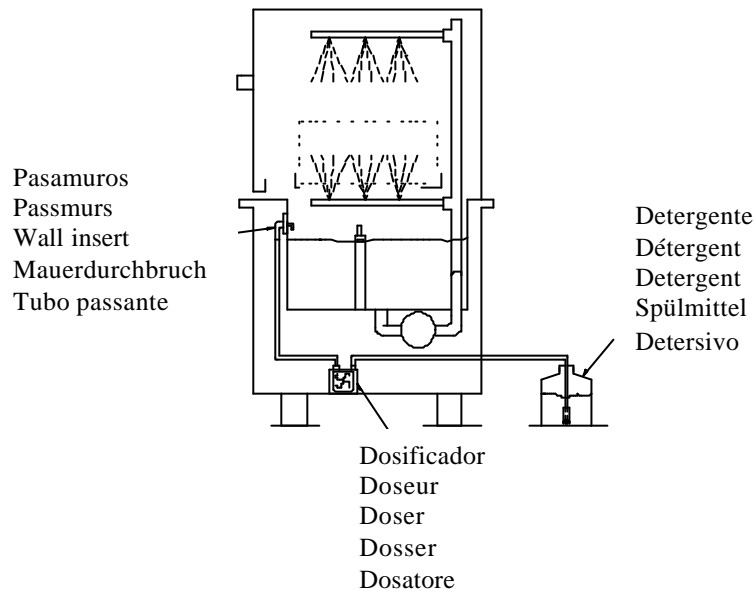 Pasamuros
Passmurs
Wall insert
Mauerdurchbruch
Tubo passante
Detergente
Détergent
Detergent
Spülmittel
Detersivo
Dosificador
Doseur
Doser
Dosser
Dosatore